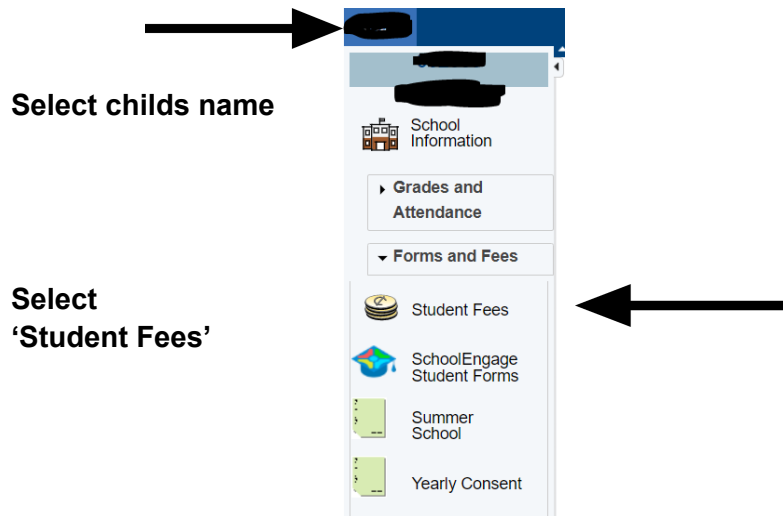 Select childs name
School
Information
Grades and
Attendance
Forms and Fees
Select
‘Student Fees’
Student Fees
SchoolEngage
Student Forms
Summer
School
Yearly Consent